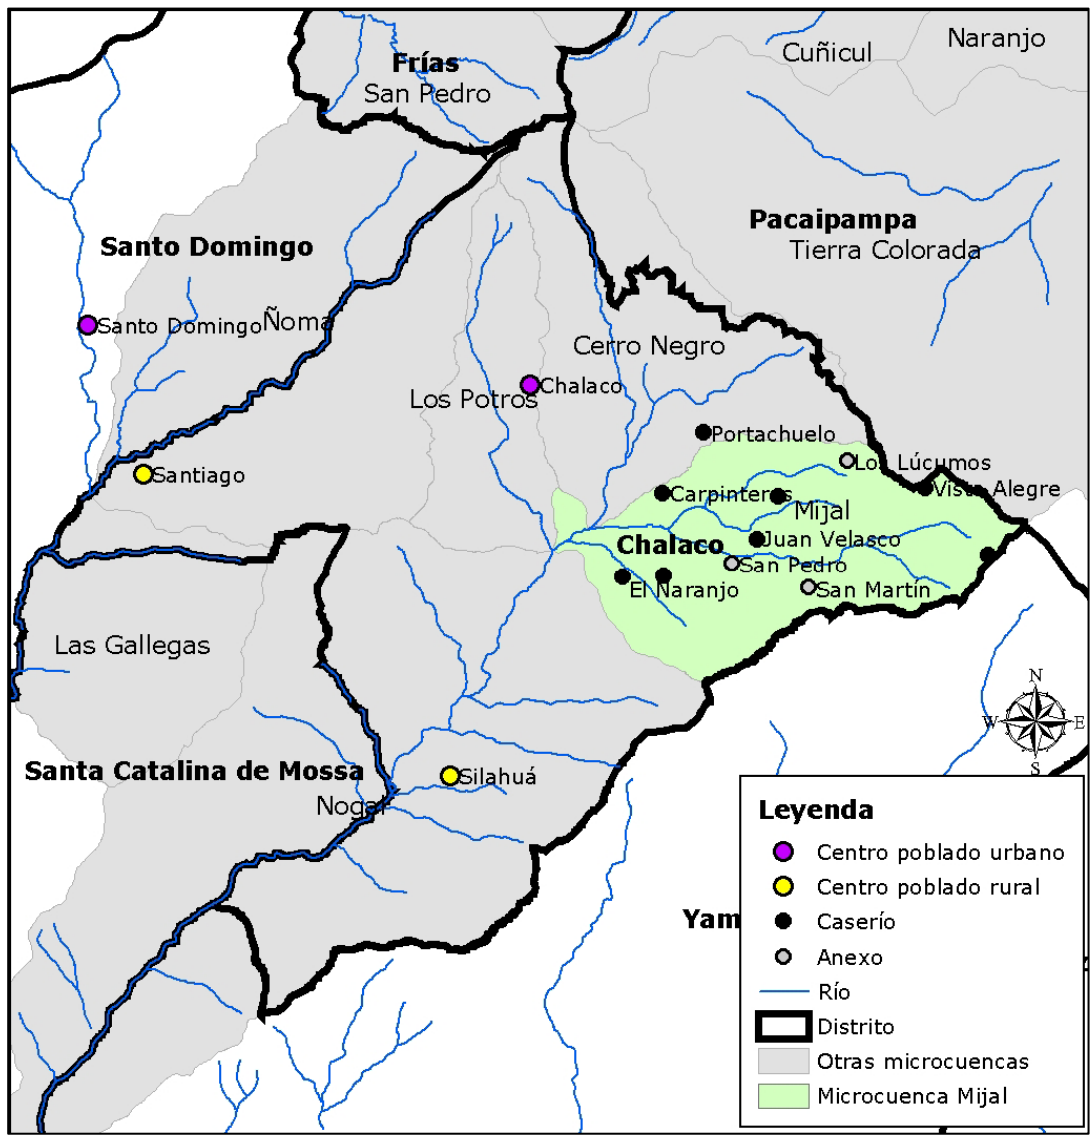 Naranjo
Cuñicul
Frías
San Pedro
Pacaipampa
Tierra Colorada
Santo Domingo
Santo Domingo
Ñoma
Cerro Negro
Chalaco
Los Potros
Portachuelo
Los Lúcumos
Santiago
Vista Alegre
Carpinteros
Mijal
Juan Velasco
Chalaco
San Pedro
El Naranjo
San Martín
Las Gallegas
N
W
E
S
Santa Catalina de Mossa
Silahuá
Nogal
Yam
Leyenda
Centro poblado urbano
Centro poblado rural
Caserío
Anexo
Río
Distrito
Otras microcuencas
Microcuenca Mijal